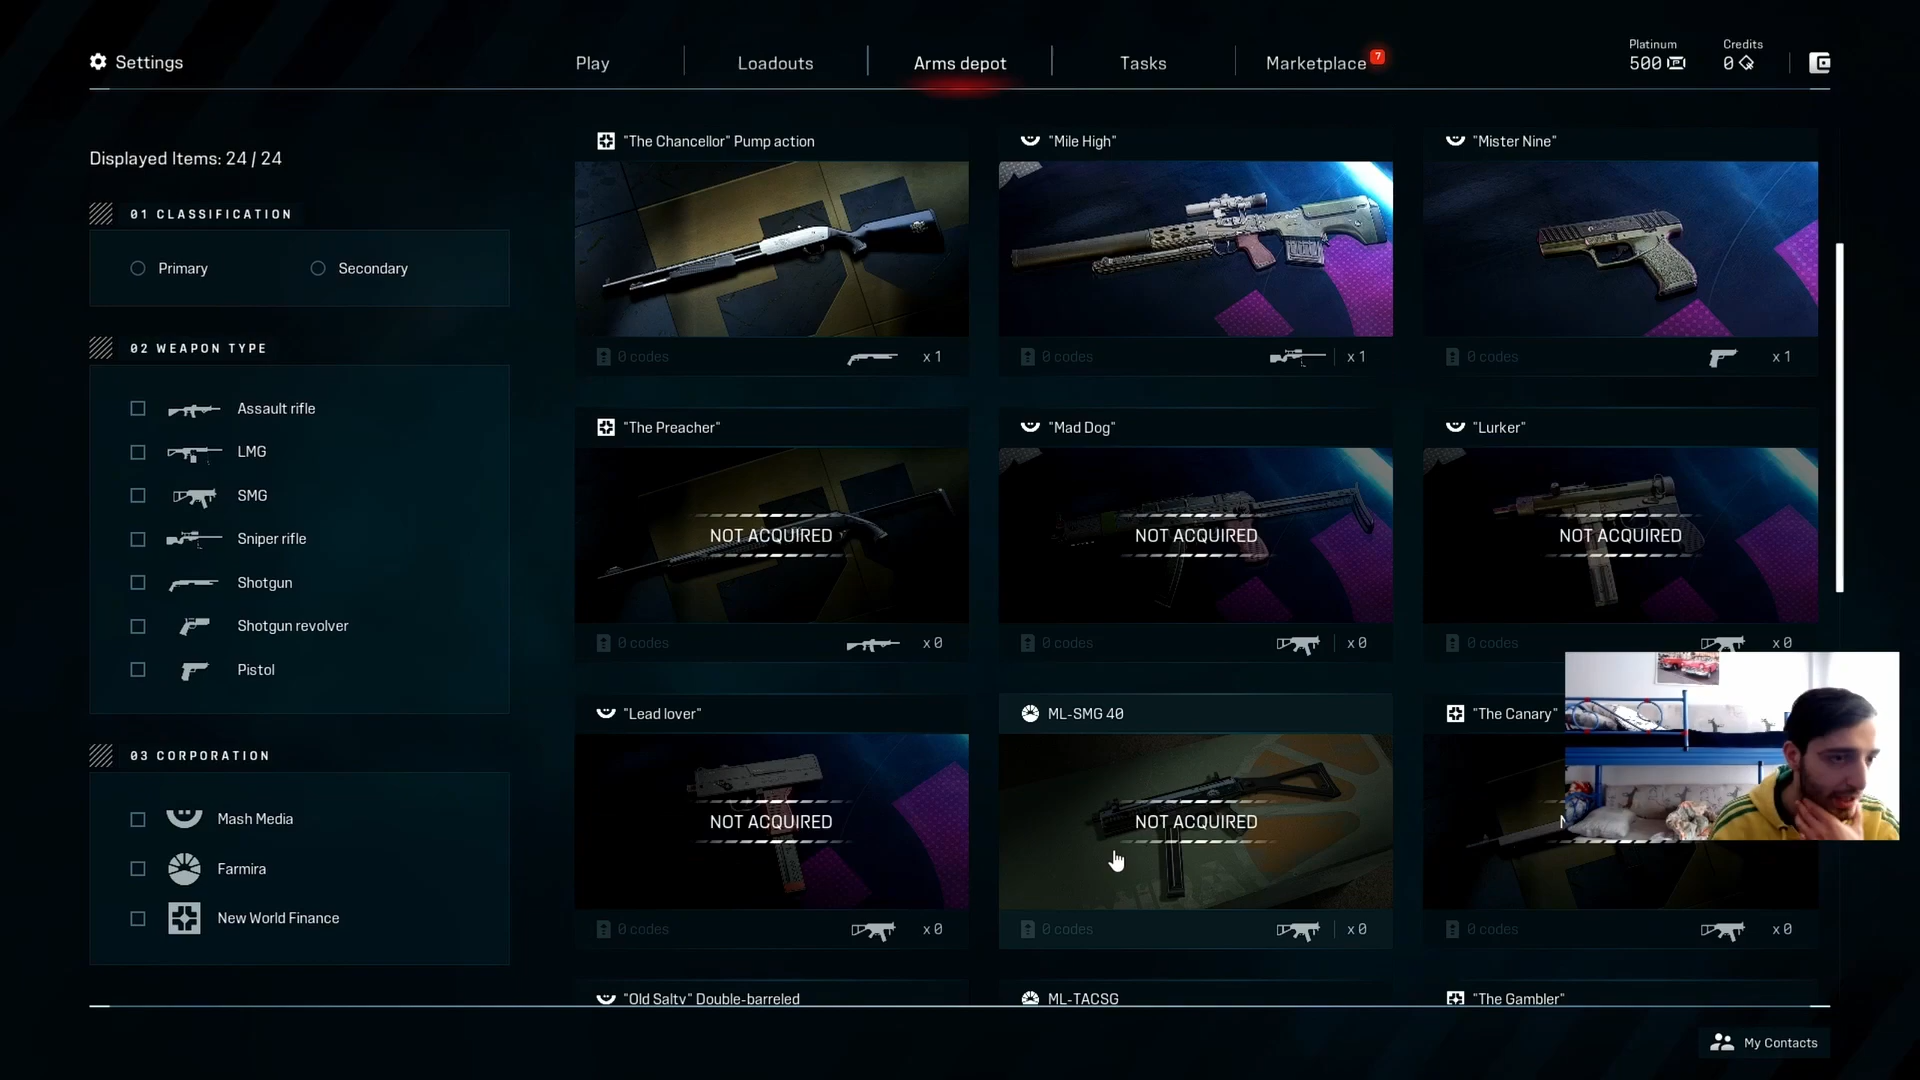 Settings
Play
Loadouts
Arms depot
Tasks
Marketplace 7
Platinum
500
Credits
0
Displayed Items: 24 / 24
01 CLASSIFICATION
Primary
Secondary
02 WEAPON TYPE
Assault rifle
LMG
SMG
Sniper rifle
Shotgun
Shotgun revolver
Pistol
03 CORPORATION
Mash Media
Farmira
New World Finance
"The Chancellor" Pump action
0 codes x 1
"Mile High"
0 codes x 1
"Mister Nine"
0 codes x 1
"The Preacher"
NOT ACQUIRED
0 codes x 0
"Mad Dog"
NOT ACQUIRED
0 codes x 0
"Lurker"
NOT ACQUIRED
0 codes x 0
"Lead lover"
NOT ACQUIRED
0 codes x 0
ML-SMG 40
NOT ACQUIRED
0 codes x 0
"The Canary"
0 codes x 0
"Old Salty" Double-barreled
ML-TACSG
"The Gambler"
My Contacts